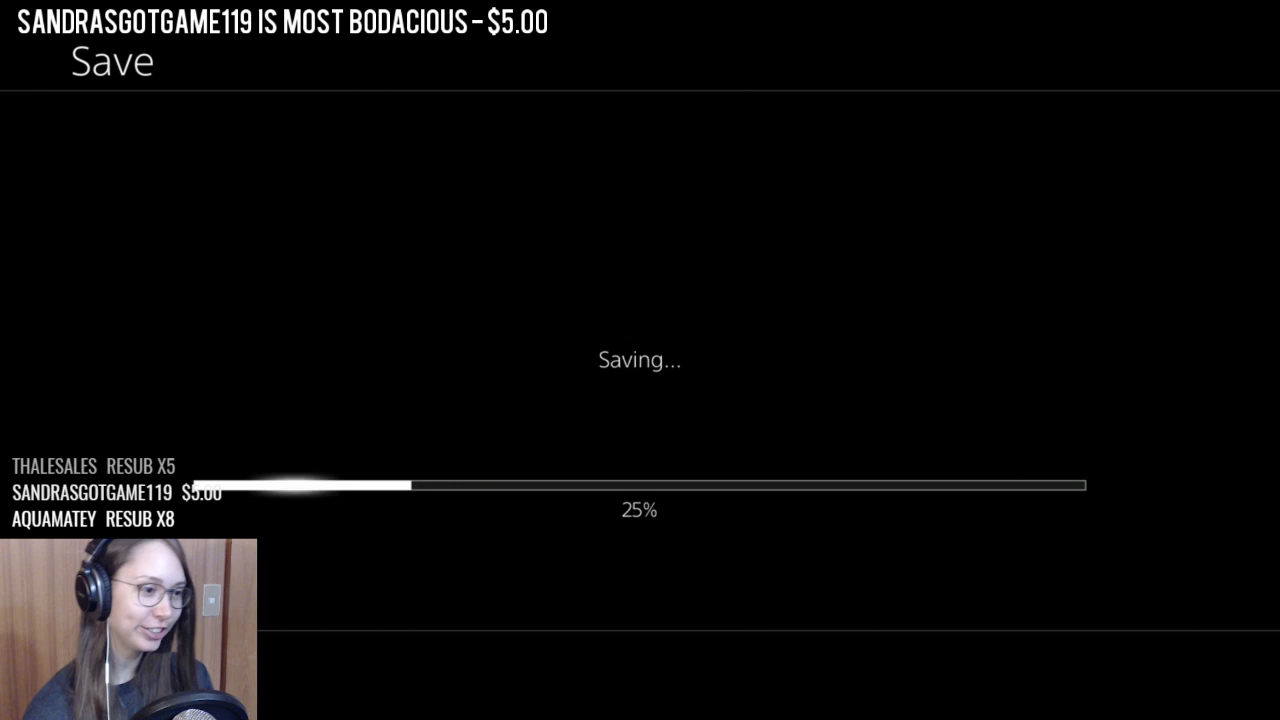 SANDRASGOTGAME119 IS MOST BODACIOUS - $5.00
Save
Saving...
THALESALES RESUB X5
SANDRASGOTGAME119 $5.00
25%
AQUAMATEY RESUB X8